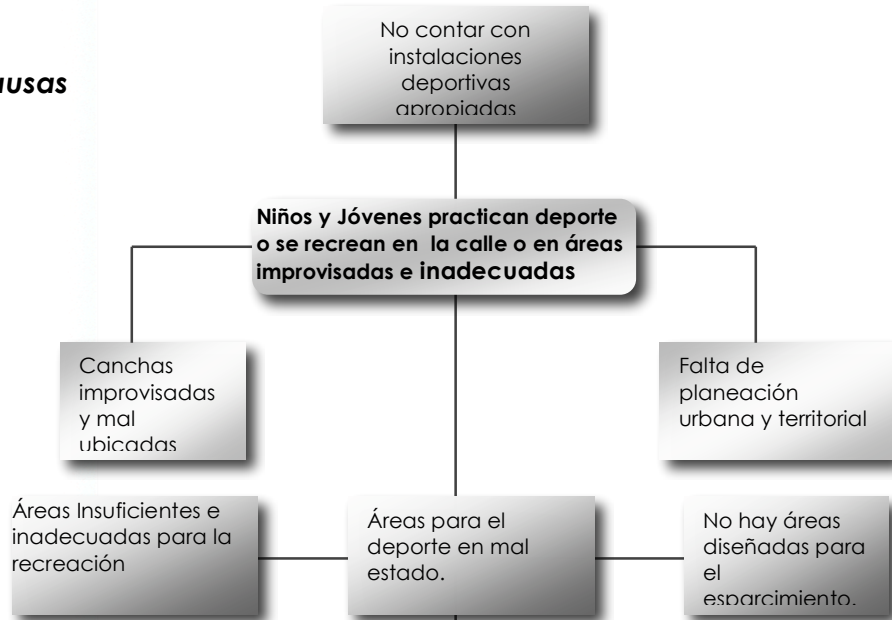 No contar con
instalaciones
deportivas
apropiadas
ausas
Niños y Jóvenes practican deporte
o se recrean en la calle o en áreas
improvisadas e inadecuadas
Canchas
improvisadas
y mal
ubicadas
Falta de
planeación
urbana y territorial
Áreas Insuficientes e
inadecuadas para la
recreación
Áreas para el
deporte en mal
estado.
No hay áreas
diseñadas para
el
esparcimiento.